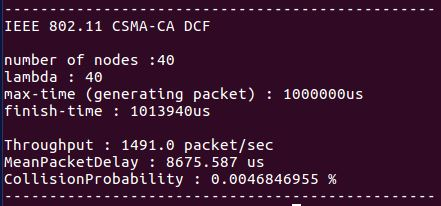 ------------------------------------------------
IEEE 802.11 CSMA-CA DCF
number of nodes :40
lambda : 40
max-time (generating packet) : 1000000us
finish-time : 1013940us
Throughput : 1491.0 packet/sec
MeanPacketDelay : 8675.587 us
CollisionProbability : 0.0046846955 %
------------------------------------------------